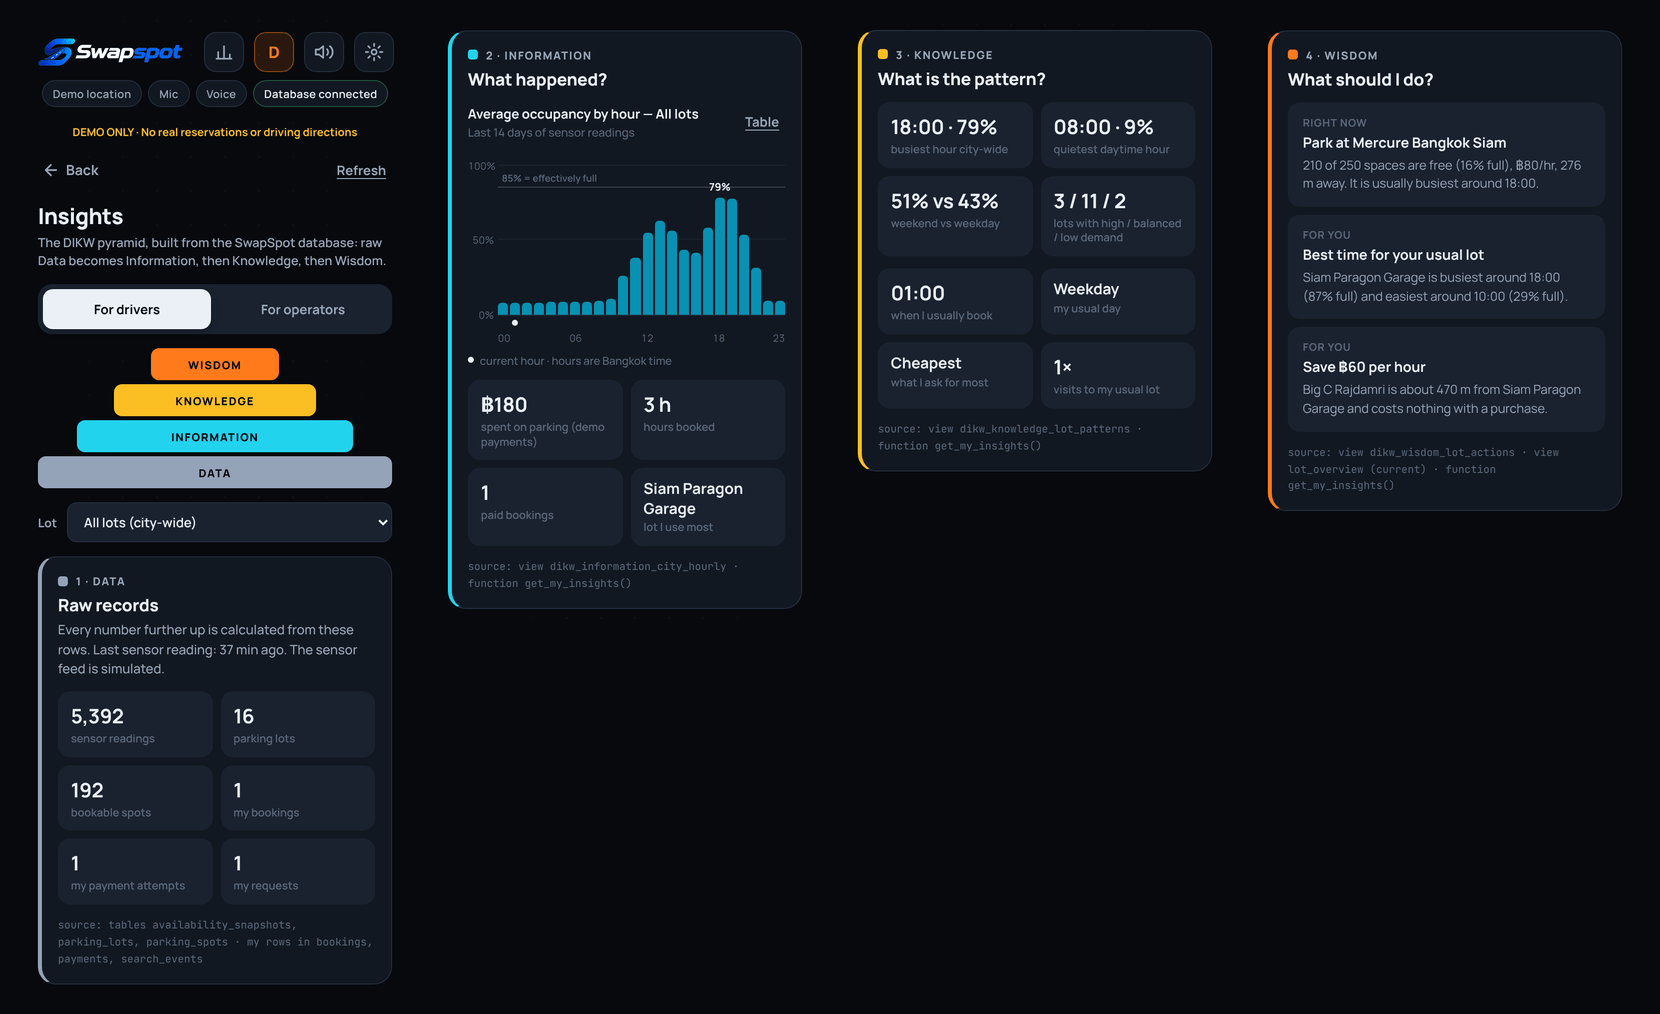 Swapspot
D
Demo location
Mic
Voice
Database connected
DEMO ONLY · No real reservations or driving directions
Back
Refresh
Insights
The DIKW pyramid, built from the SwapSpot database: raw
Data becomes Information, then Knowledge, then Wisdom.
For drivers
For operators
WISDOM
KNOWLEDGE
INFORMATION
DATA
Lot
All lots (city-wide)
1 · DATA
Raw records
Every number further up is calculated from these
rows. Last sensor reading: 37 min ago. The sensor
feed is simulated.
5,392
sensor readings
16
parking lots
192
bookable spots
1
my bookings
1
my payment attempts
1
my requests
source: tables availability_snapshots,
parking_lots, parking_spots · my rows in bookings,
payments, search_events
2 · INFORMATION
What happened?
Average occupancy by hour — All lots
Last 14 days of sensor readings
Table
100%
85% = effectively full
79%
50%
0%
00
06
12
18
23
current hour · hours are Bangkok time
฿180
spent on parking (demo
payments)
3 h
hours booked
1
paid bookings
Siam Paragon
Garage
lot I use most
source: view dikw_information_city_hourly ·
function get_my_insights()
3 · KNOWLEDGE
What is the pattern?
18:00 · 79%
busiest hour city-wide
08:00 · 9%
quietest daytime hour
51% vs 43%
weekend vs weekday
3 / 11 / 2
lots with high / balanced
/ low demand
01:00
when I usually book
Weekday
my usual day
Cheapest
what I ask for most
1×
visits to my usual lot
source: view dikw_knowledge_lot_patterns ·
function get_my_insights()
4 · WISDOM
What should I do?
RIGHT NOW
Park at Mercure Bangkok Siam
210 of 250 spaces are free (16% full), ฿80/hr, 276
m away. It is usually busiest around 18:00.
FOR YOU
Best time for your usual lot
Siam Paragon Garage is busiest around 18:00
(87% full) and easiest around 10:00 (29% full).
FOR YOU
Save ฿60 per hour
Big C Rajdamri is about 470 m from Siam Paragon
Garage and costs nothing with a purchase.
source: view dikw_wisdom_lot_actions · view
lot_overview (current) · function
get_my_insights()